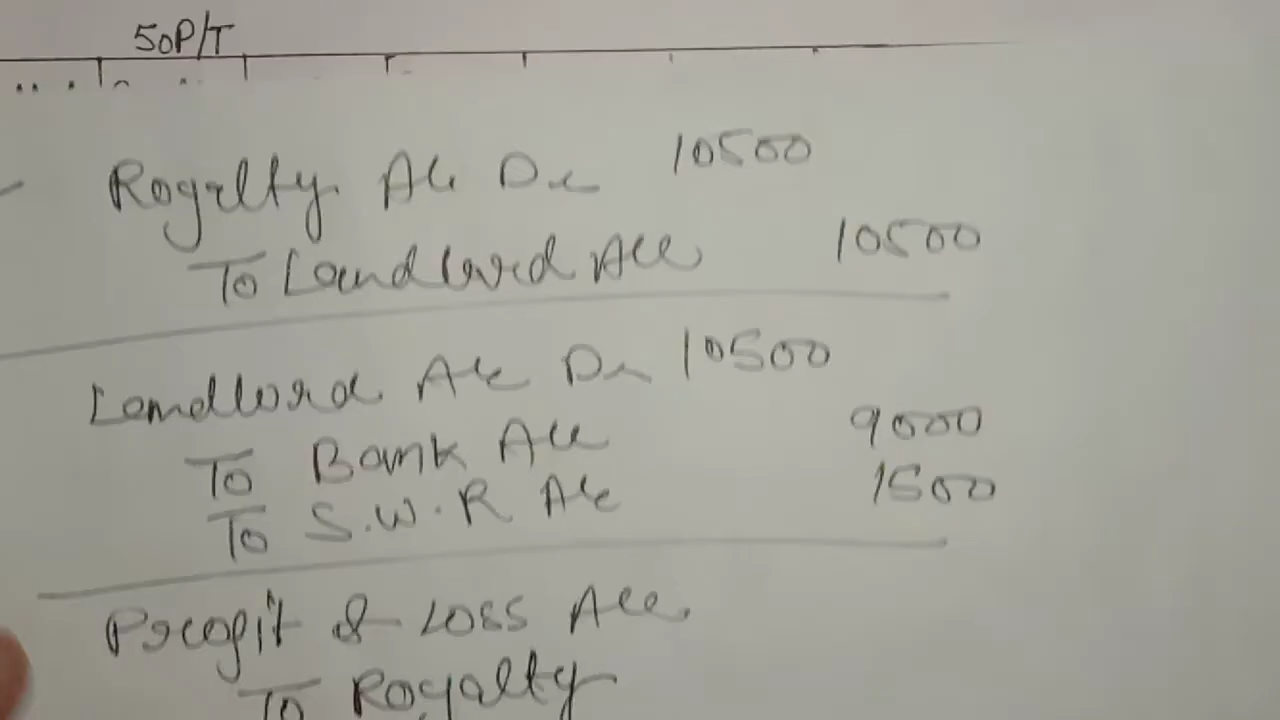 50P/T
Royalty A/c Dr 10500
To Landlord A/c 10500
Landlord A/c Dr 10500
To Bank A/c 9000
To S.W.R A/c 1500
Profit & Loss A/c
To Royalty